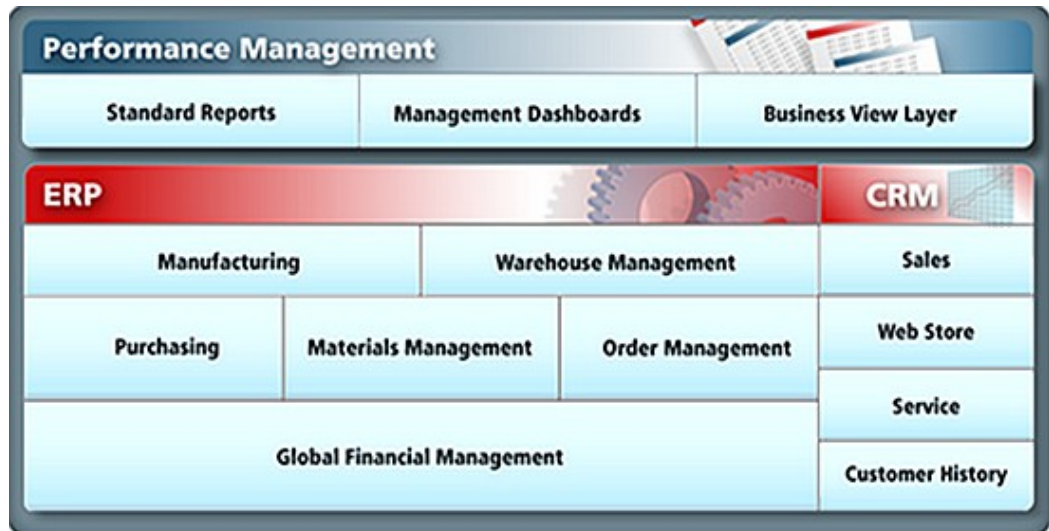 Performance Management
Standard Reports
Management Dashboards
Business View Layer
ERP
CRM
Manufacturing
Warehouse Management
Sales
Purchasing
Materials Management
Order Management
Web Store
Service
Global Financial Management
Customer History